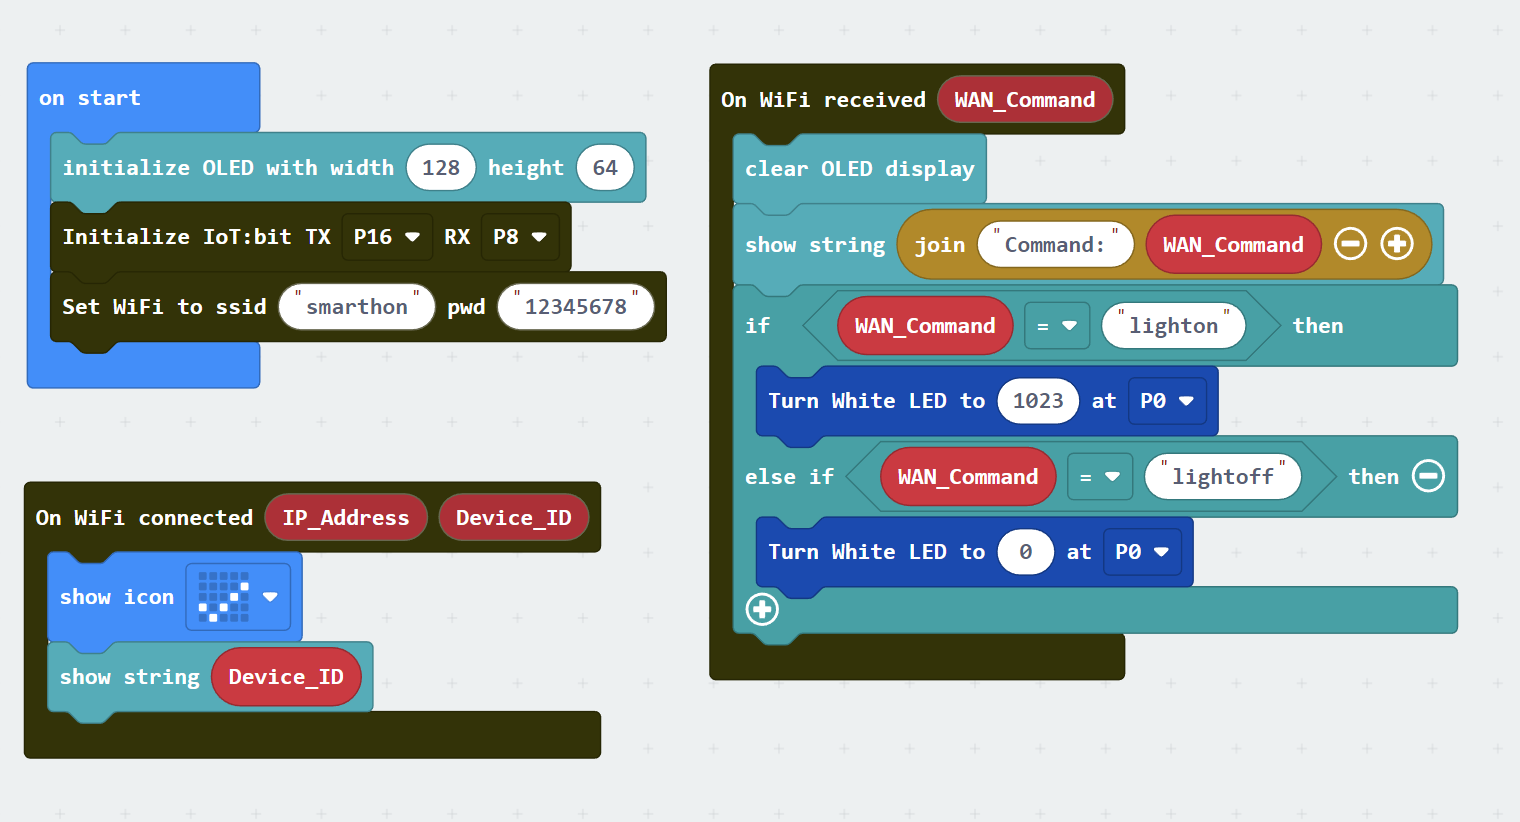 on start
initialize OLED with width 128 height 64
Initialize IoT:bit TX P16 RX P8
Set WiFi to ssid "smarthon" pwd "12345678"
On WiFi connected IP_Address Device_ID
show icon
show string Device_ID
On WiFi received WAN_Command
clear OLED display
show string join "Command:" WAN_Command
if WAN_Command = "lighton" then
Turn White LED to 1023 at P0
else if WAN_Command = "lightoff" then
Turn White LED to 0 at P0